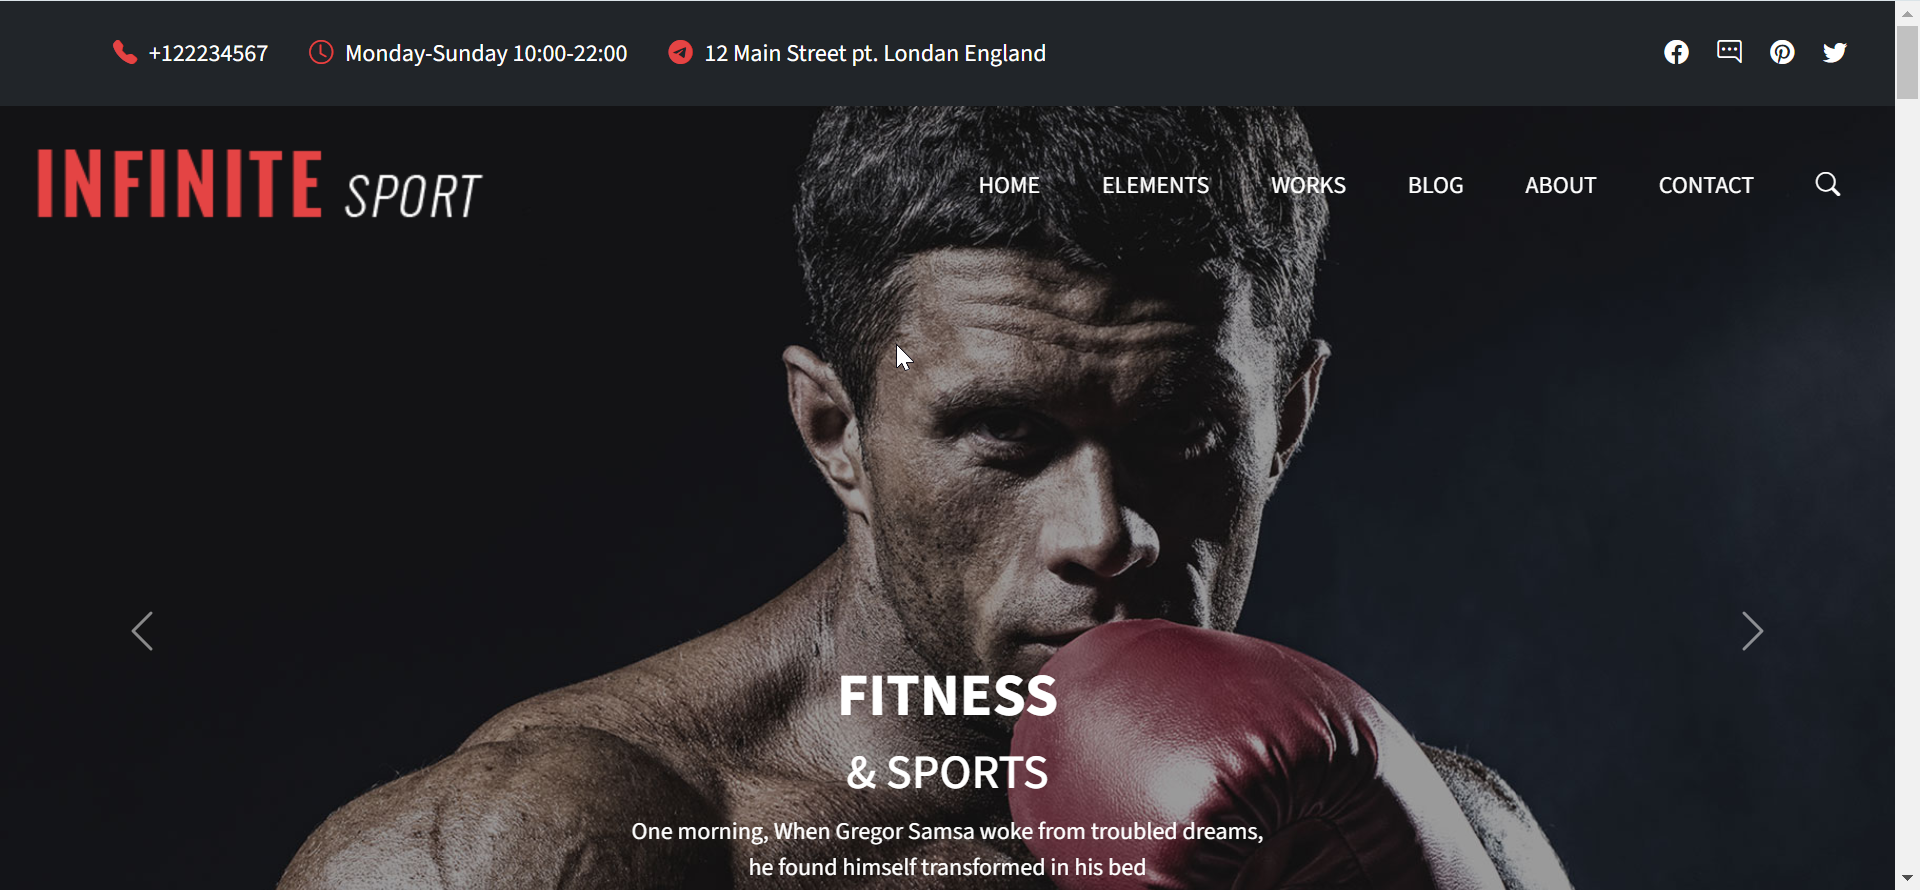 +122234567 Monday-Sunday 10:00-22:00 12 Main Street pt. Londan England
INFINITE SPORT
HOME ELEMENTS WORKS BLOG ABOUT CONTACT
FITNESS
& SPORTS
One morning, When Gregor Samsa woke from troubled dreams,
he found himself transformed in his bed